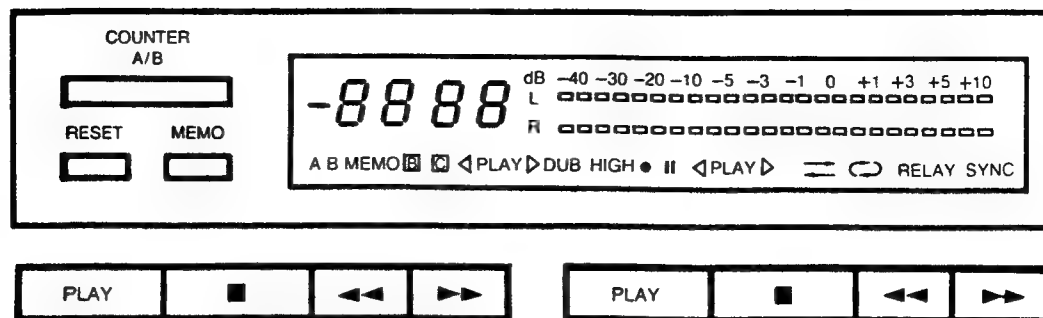 COUNTER
A/B
RESET MEMO
-8888
dB -40 -30 -20 -10 -5 -3 -1 0 +1 +3 +5 +10
L
R
A B MEMO B C PLAY DUB HIGH PLAY RELAY SYNC
PLAY PLAY